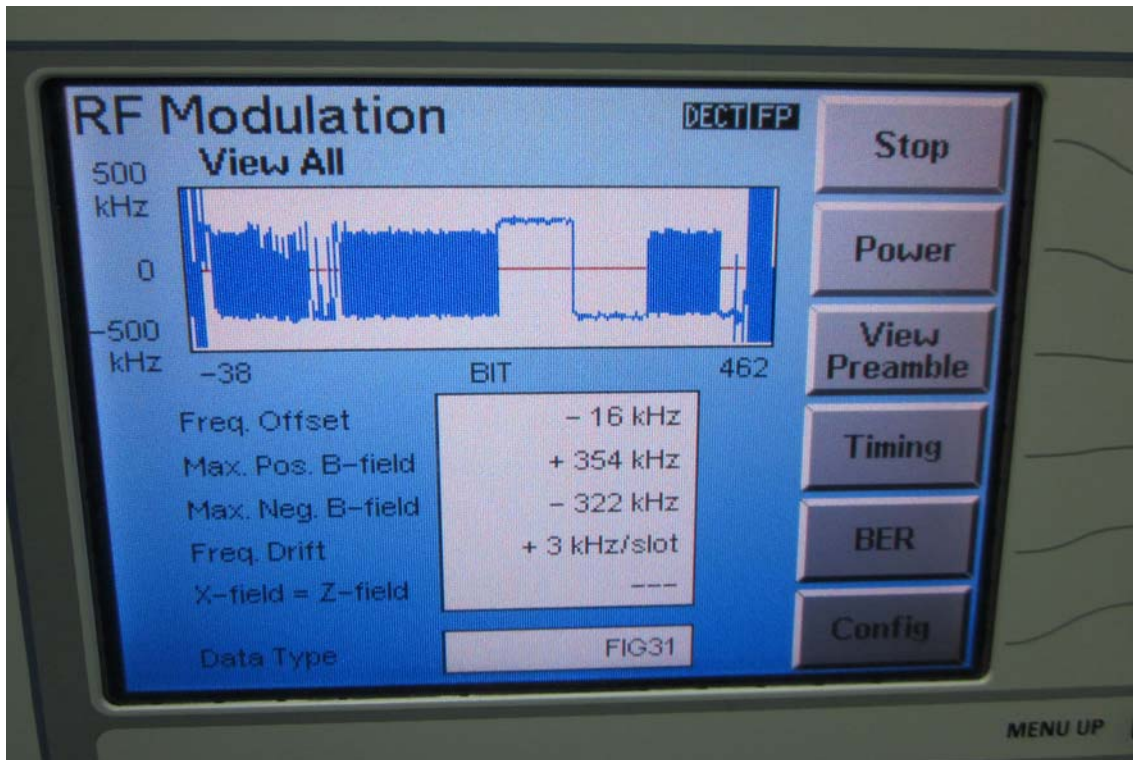 RF Modulation
DECT FP
View All
500
kHz
0
-500
kHz
-38
BIT
462
Freq. Offset
- 16 kHz
Max. Pos. B-field
+ 354 kHz
Max. Neg. B-field
- 322 kHz
Freq. Drift
+ 3 kHz/slot
X-field = Z-field
---
Data Type
FIG31
Stop
Power
View
Preamble
Timing
BER
Config
MENU UP